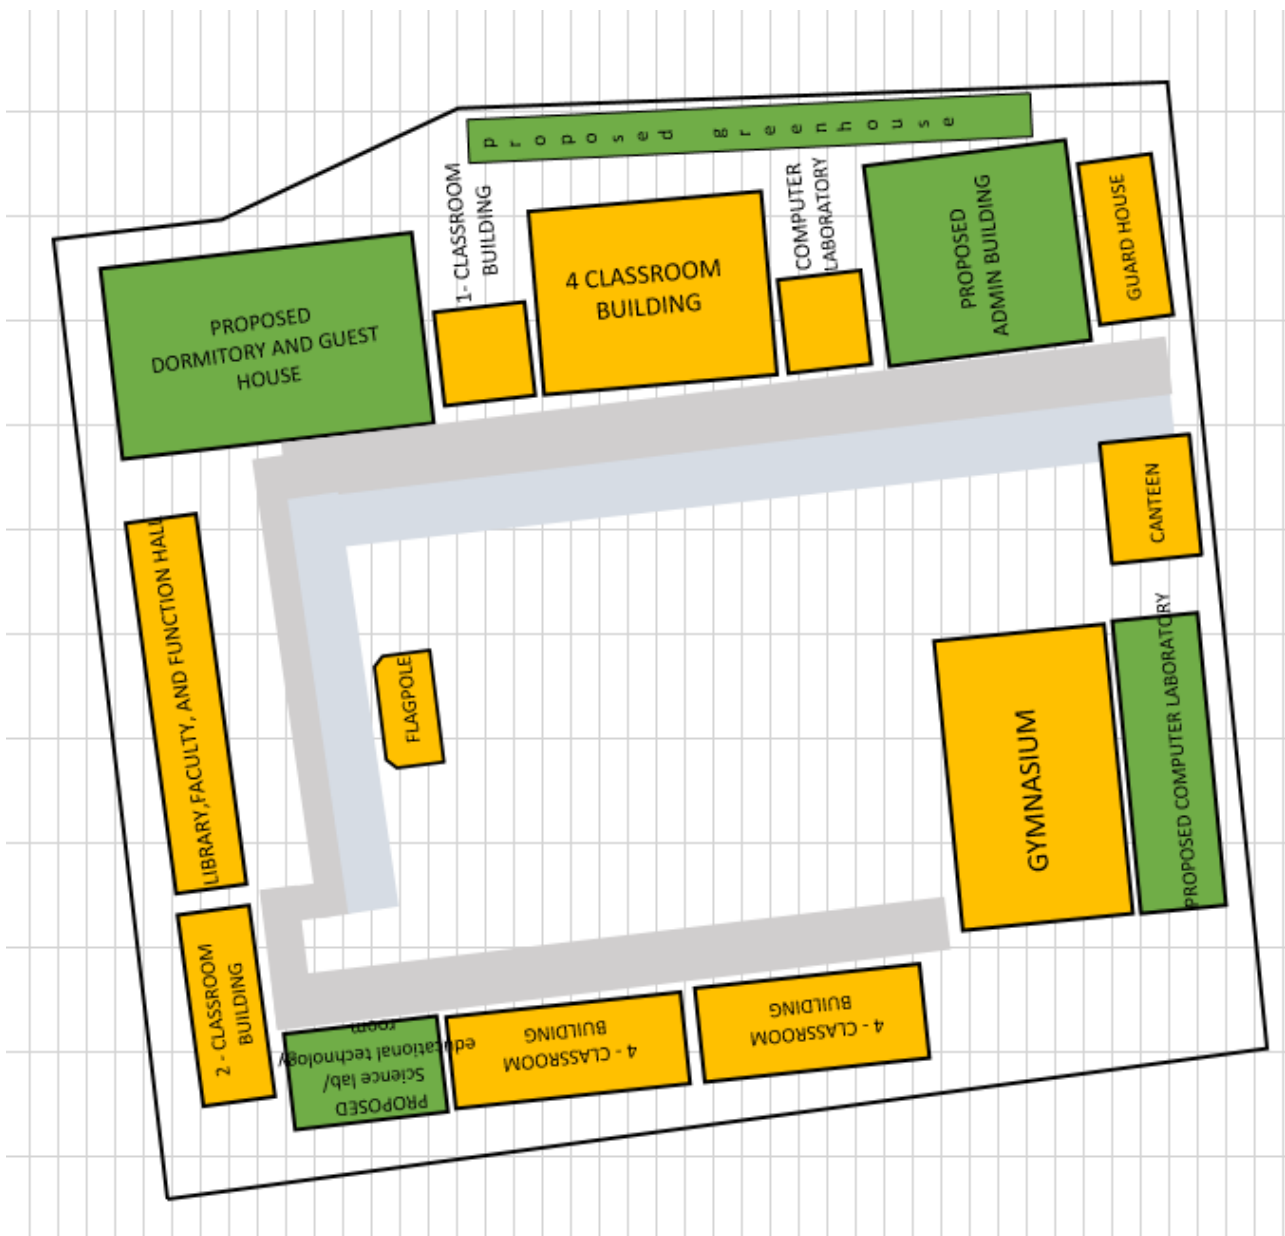 proposed greenhouse
1- CLASSROOM
BUILDING
4 CLASSROOM
BUILDING
COMPUTER
LABORATORY
PROPOSED
ADMIN BUILDING
GUARD HOUSE
PROPOSED
DORMITORY AND GUEST
HOUSE
CANTEEN
LIBRARY,FACULTY, AND FUNCTION HALL
FLAGPOLE
GYMNASIUM
PROPOSED COMPUTER LABORATORY
2 - CLASSROOM
BUILDING
PROPOSED
Science lab/
educational technology
room
4 - CLASSROOM
BUILDING
4 - CLASSROOM
BUILDING